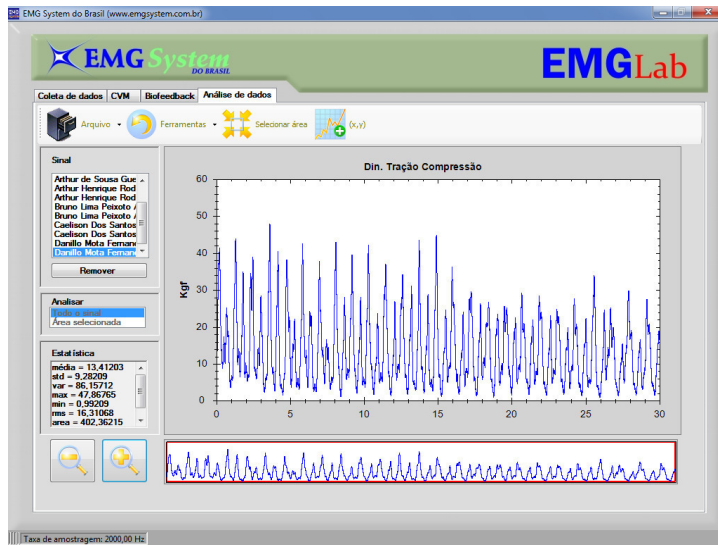 EMG System do Brasil (www.emgsystem.com.br)
EMG System
DO BRASIL
EMGLab
Coleta de dados CVM Biofeedback Análise de dados
Arquivo Ferramentas Selecionar área (x,y)
Sinal
Arthur de Sousa Gue
Arthur Henrique Rod
Arthur Henrique Rod
Bruno Lima Peixoto A
Bruno Lima Peixoto A
Caelison Dos Santos
Caelison Dos Santos
Danillo Mota Fernan
Danillo Mota Fernan
Remover
Analisar
Todo o sinal
Área selecionada
Estatística
média = 13,41203
std = 9,28209
var = 86,15712
max = 47,86765
min = 0,99209
rms = 16,31068
area = 402,36215
Din. Tração Compressão
Kgf
60
50
40
30
20
10
0
0 5 10 15 20 25 30
Taxa de amostragem: 2000,00 Hz